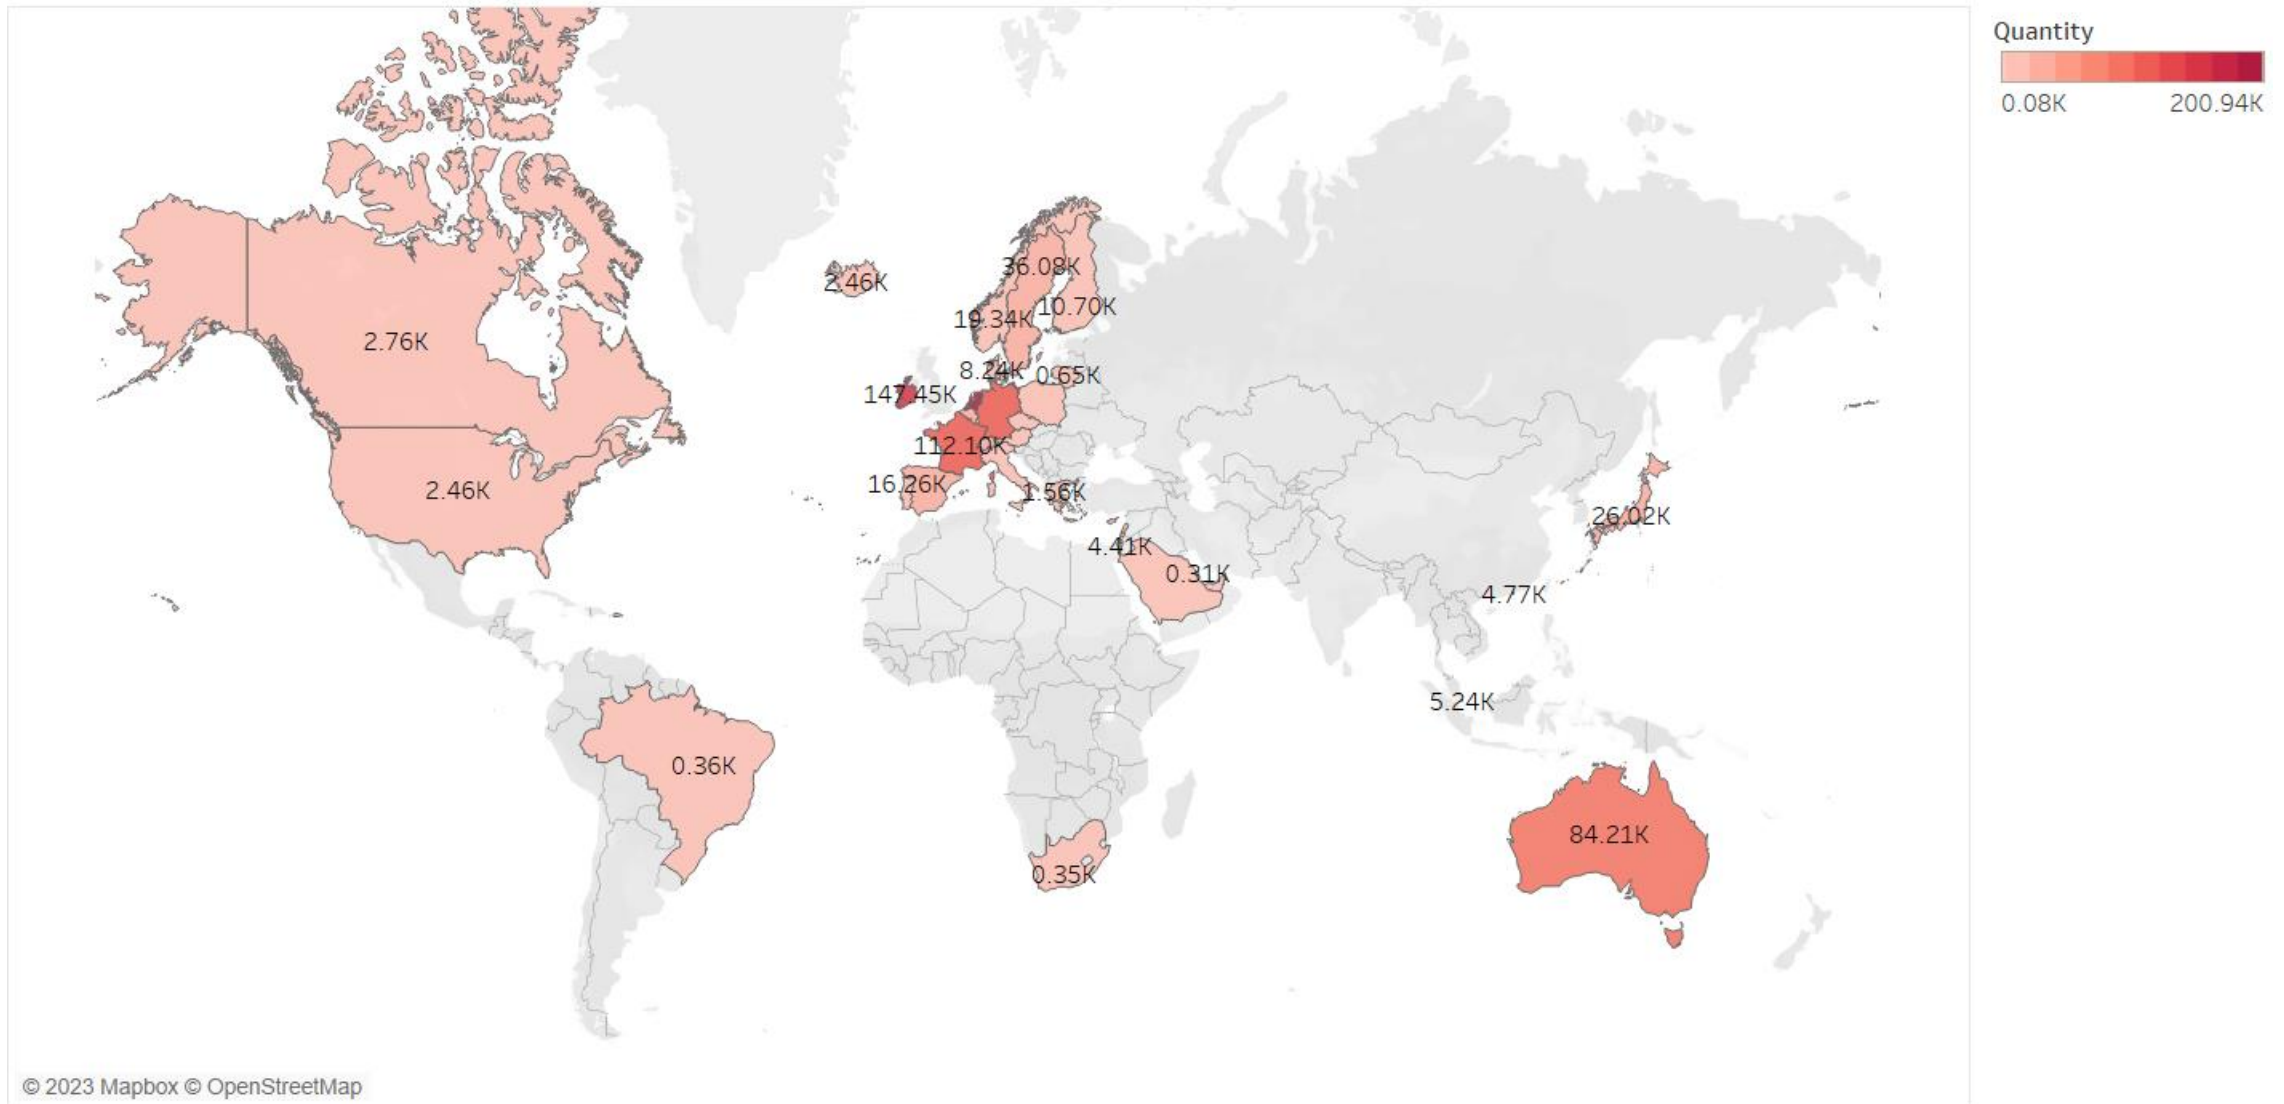 Quantity
0.08K 200.94K
2.46K
36.08K
10.70K
19.34K
2.76K
8.24K
0.65K
147.45K
112.10K
16.26K
1.56K
2.46K
26.02K
4.41K
0.31K
4.77K
5.24K
0.36K
84.21K
0.35K
© 2023 Mapbox © OpenStreetMap